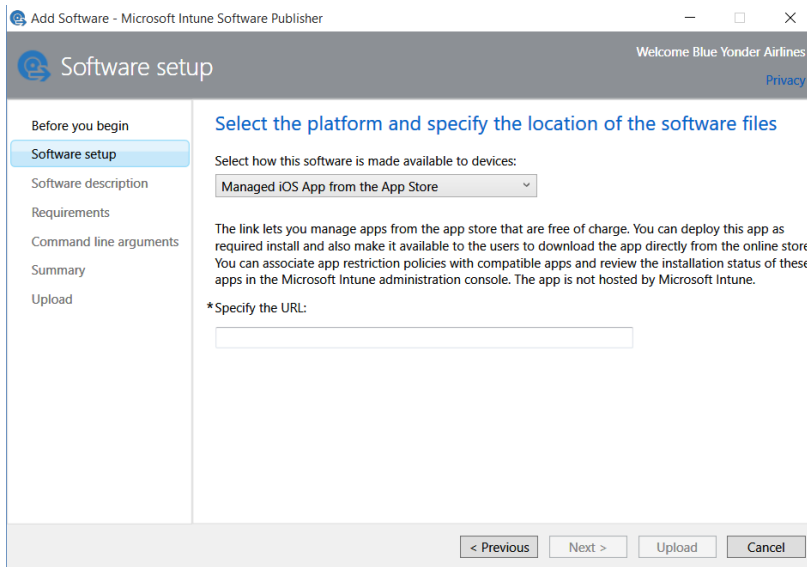 Add Software - Microsoft Intune Software Publisher
Software setup
Welcome Blue Yonder Airlines
Privacy
Before you begin
Software setup
Software description
Requirements
Command line arguments
Summary
Upload
Select the platform and specify the location of the software files
Select how this software is made available to devices:
Managed iOS App from the App Store
The link lets you manage apps from the app store that are free of charge. You can deploy this app as
required install and also make it available to the users to download the app directly from the online store
You can associate app restriction policies with compatible apps and review the installation status of these
apps in the Microsoft Intune administration console. The app is not hosted by Microsoft Intune.
*Specify the URL:
< Previous
Next >
Upload
Cancel